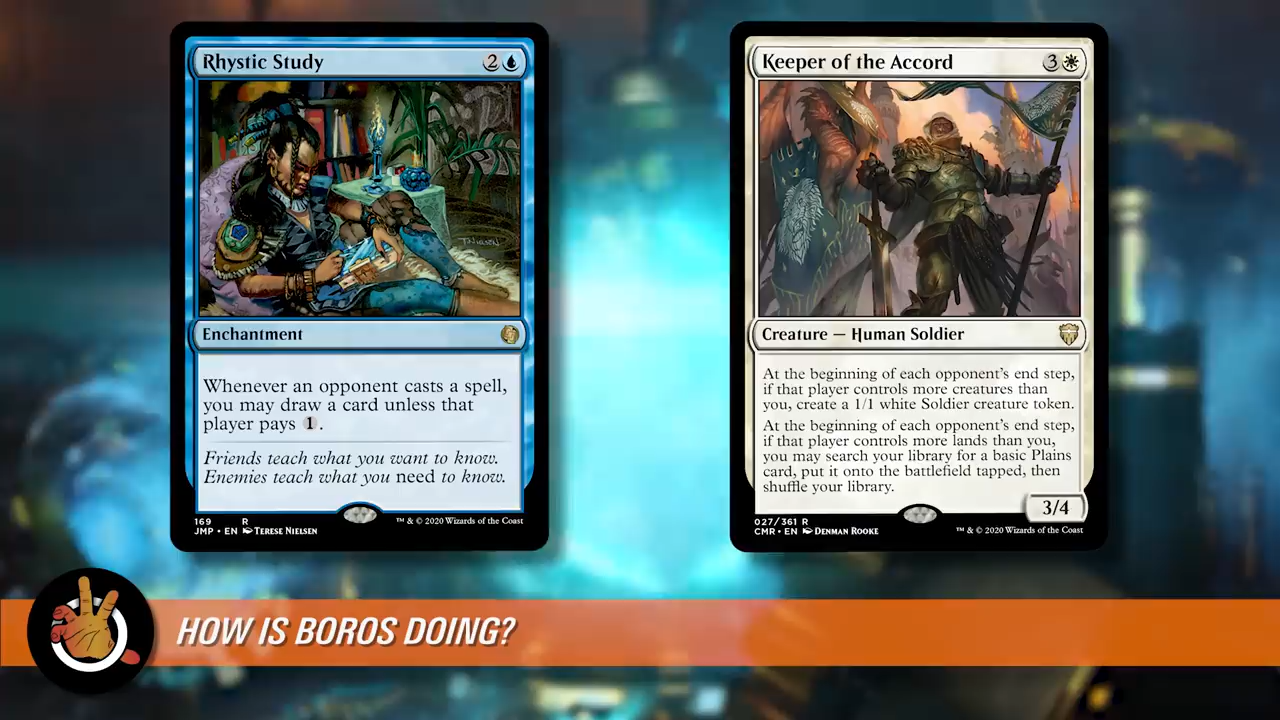 Rhystic Study 2
Enchantment
Whenever an opponent casts a spell,
you may draw a card unless that
player pays 1.
Friends teach what you want to know.
Enemies teach what you need to know.
169 R
JMP • EN TERESE NIELSEN
™ & © 2020 Wizards of the Coast
T.NIELSEN
Keeper of the Accord 3
Creature — Human Soldier
At the beginning of each opponent's end step,
if that player controls more creatures than
you, create a 1/1 white Soldier creature token.
At the beginning of each opponent's end step,
if that player controls more lands than you,
you may search your library for a basic Plains
card, put it onto the battlefield tapped, then
shuffle your library.
3/4
027/361 R
CMR • EN DENMAN ROOKE
™ & © 2020 Wizards of the Coast
HOW IS BOROS DOING?